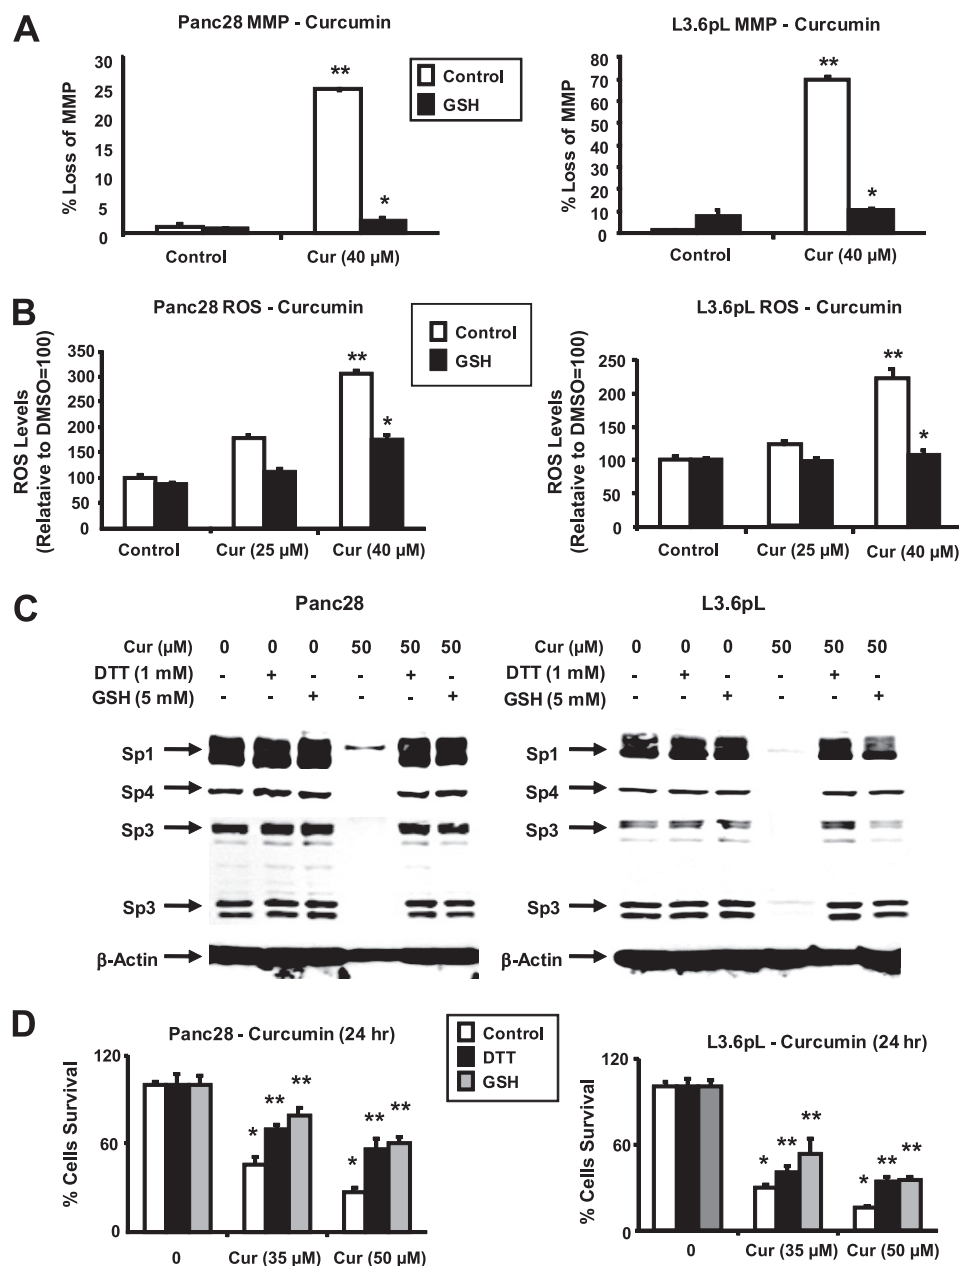 A
Panc28 MMP - Curcumin
L3.6pL MMP - Curcumin
% Loss of MMP
30
25
20
15
10
5
0
**
*
Control
Cur (40 µM)
Control
GSH
% Loss of MMP
80
70
60
50
40
30
20
10
0
**
*
Control
Cur (40 µM)
B
Panc28 ROS - Curcumin
L3.6pL ROS - Curcumin
ROS Levels
(Relataive to DMSO=100)
350
300
250
200
150
100
50
0
**
*
Control
Cur (25 µM)
Cur (40 µM)
Control
GSH
ROS Levels
(Relataive to DMSO=100)
250
200
150
100
50
0
**
*
Control
Cur (25 µM)
Cur (40 µM)
C
Panc28
L3.6pL
Cur (µM) 0 0 0 50 50 50
DTT (1 mM) - + - - + -
GSH (5 mM) - - + - - +
Sp1
Sp4
Sp3
Sp3
β-Actin
Cur (µM) 0 0 0 50 50 50
DTT (1 mM) - + - - + -
GSH (5 mM) - - + - - +
Sp1
Sp4
Sp3
Sp3
β-Actin
D
Panc28 - Curcumin (24 hr)
L3.6pL - Curcumin (24 hr)
% Cells Survival
120
60
0
* ** **
* ** **
0
Cur (35 µM)
Cur (50 µM)
Control
DTT
GSH
% Cells Survival
120
60
0
* ** **
* ** **
0
Cur (35 µM)
Cur (50 µM)